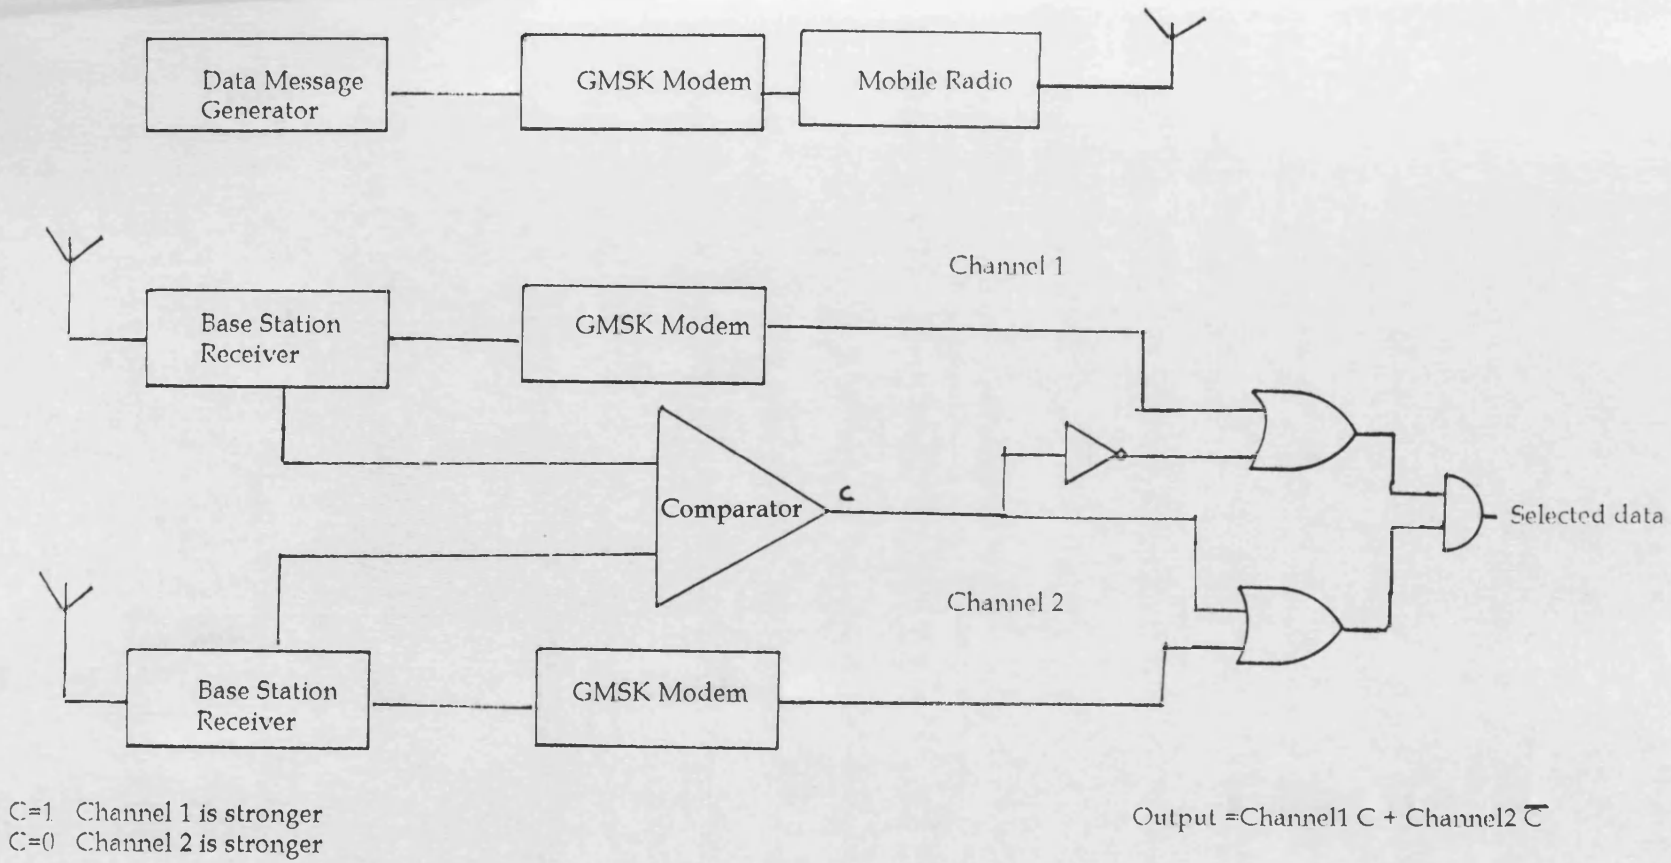 Data Message
Generator
GMSK Modem
Mobile Radio
Channel 1
Base Station
Receiver
GMSK Modem
Comparator
C
Selected data
Channel 2
Base Station
Receiver
GMSK Modem
C=1 Channel 1 is stronger
C=0 Channel 2 is stronger
Output =Channel1 C + Channel2 C̅